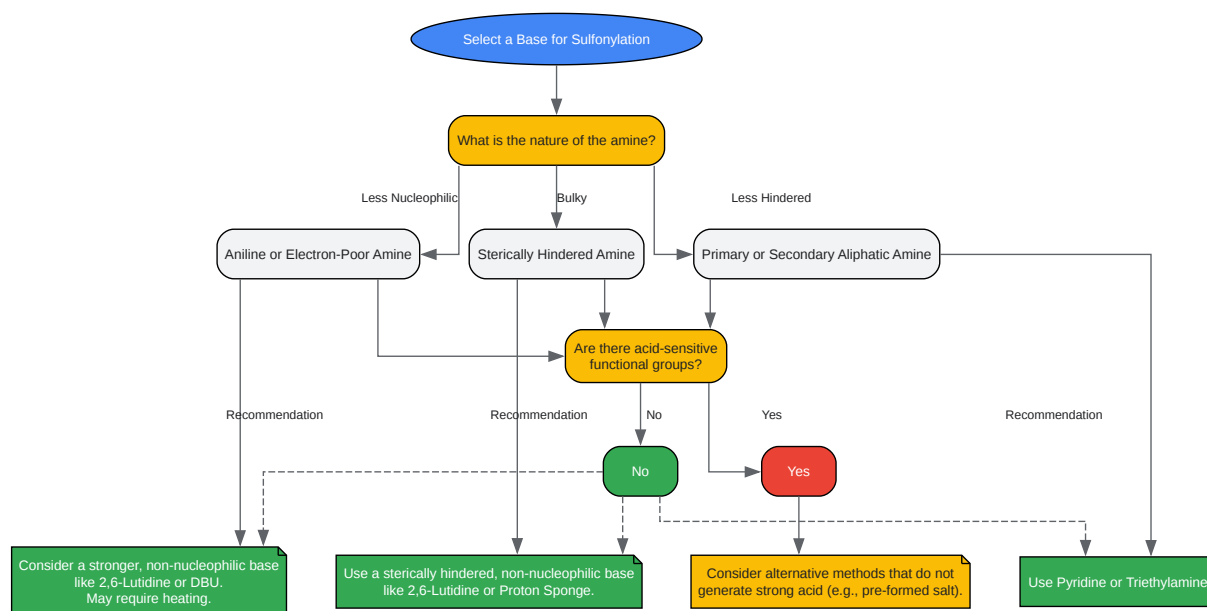 Select a Base for Sulfonylation
What is the nature of the amine?
Less Nucleophilic
Bulky
Less Hindered
Aniline or Electron-Poor Amine
Sterically Hindered Amine
Primary or Secondary Aliphatic Amine
Are there acid-sensitive
functional groups?
Recommendation
Recommendation
No
Yes
Recommendation
No
Yes
Consider a stronger, non-nucleophilic base
like 2,6-Lutidine or DBU.
May require heating.
Use a sterically hindered, non-nucleophilic base
like 2,6-Lutidine or Proton Sponge.
Consider alternative methods that do not
generate strong acid (e.g., pre-formed salt).
Use Pyridine or Triethylamine